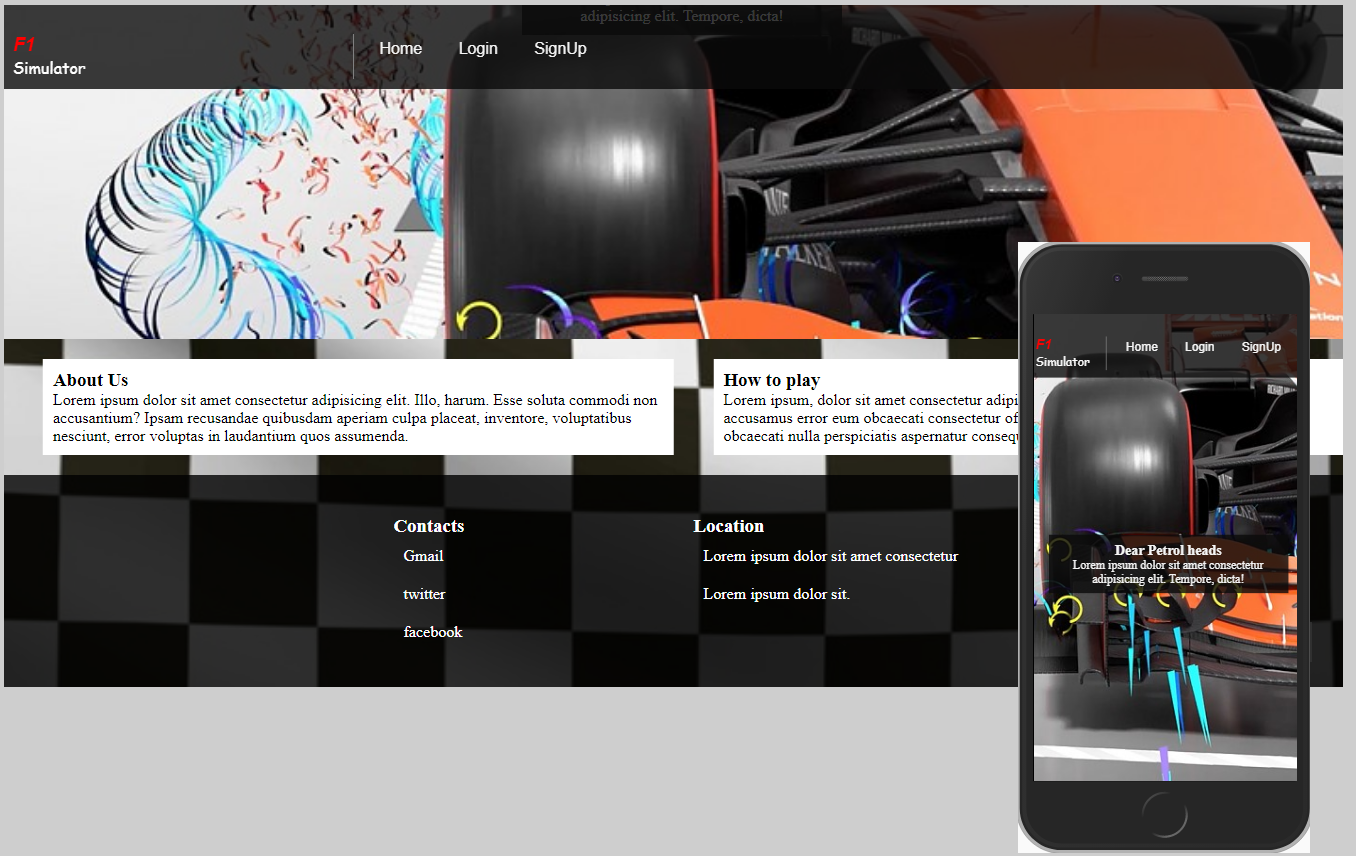 adipisicing elit. Tempore, dicta!
F1
Simulator
Home
Login
SignUp
About Us
Lorem ipsum dolor sit amet consectetur adipisicing elit. Illo, harum. Esse soluta commodi non
accusantium? Ipsam recusandae quibusdam aperiam culpa placeat, inventore, voluptatibus
nesciunt, error voluptas in laudantium quos assumenda.
How to play
Lorem ipsum, dolor sit amet consectetur adipi
accusamus error eum obcaecati consectetur of
obcaecati nulla perspiciatis aspernatur consequ
Contacts
Gmail
twitter
facebook
Location
Lorem ipsum dolor sit amet consectetur
Lorem ipsum dolor sit.
F1
Simulator
Home
Login
SignUp
Dear Petrol heads
Lorem ipsum dolor sit amet consectetur
adipisicing elit. Tempore, dicta!